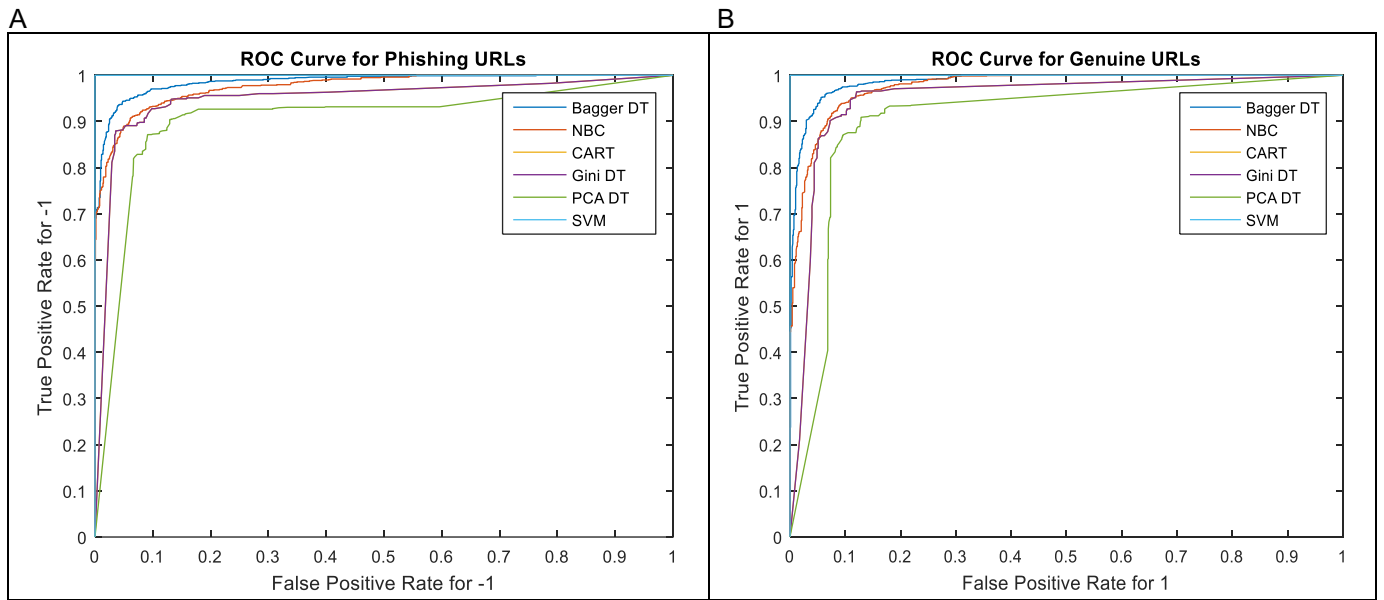 A
B
ROC Curve for Phishing URLs
1
0.9
0.8
0.7
0.6
0.5
0.4
0.3
0.2
0.1
0
True Positive Rate for -1
Bagger DT
NBC
CART
Gini DT
PCA DT
SVM
0 0.1 0.2 0.3 0.4 0.5 0.6 0.7 0.8 0.9 1
False Positive Rate for -1
ROC Curve for Genuine URLs
1
0.9
0.8
0.7
0.6
0.5
0.4
0.3
0.2
0.1
0
True Positive Rate for 1
Bagger DT
NBC
CART
Gini DT
PCA DT
SVM
0 0.1 0.2 0.3 0.4 0.5 0.6 0.7 0.8 0.9 1
False Positive Rate for 1